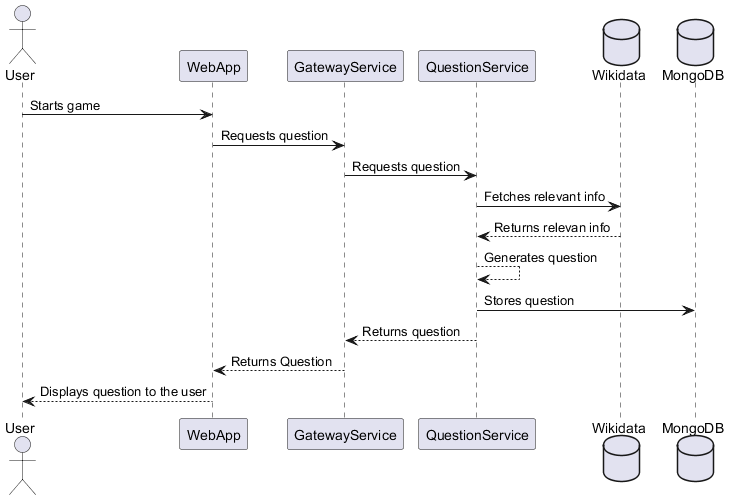 User
WebApp
GatewayService
QuestionService
Wikidata
MongoDB
Starts game
Requests question
Requests question
Fetches relevant info
Returns relevan info
Generates question
Stores question
Returns question
Returns Question
Displays question to the user
User
WebApp
GatewayService
QuestionService
Wikidata
MongoDB